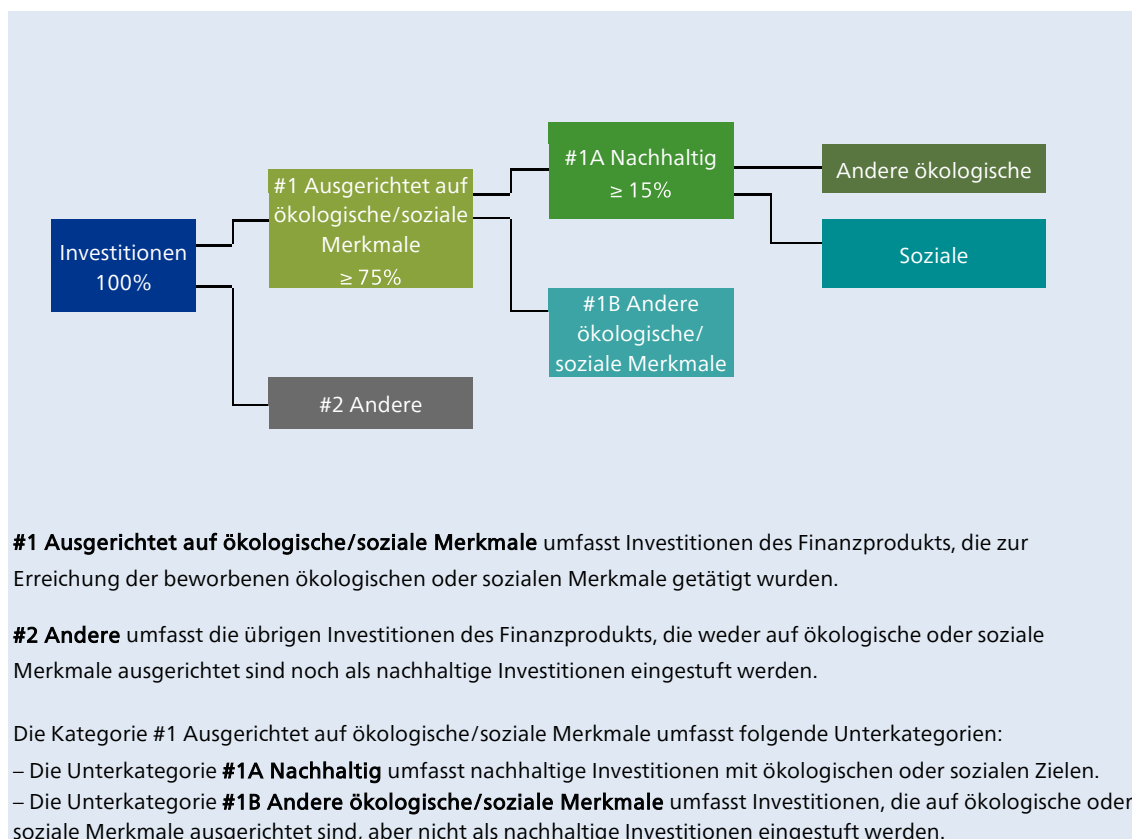 Investitionen
100%
#1 Ausgerichtet auf
ökologische/soziale
Merkmale
≥ 75%
#2 Andere
#1A Nachhaltig
≥ 15%
#1B Andere
ökologische/
soziale Merkmale
Andere ökologische
Soziale
#1 Ausgerichtet auf ökologische/soziale Merkmale umfasst Investitionen des Finanzprodukts, die zur
Erreichung der beworbenen ökologischen oder sozialen Merkmale getätigt wurden.
#2 Andere umfasst die übrigen Investitionen des Finanzprodukts, die weder auf ökologische oder soziale
Merkmale ausgerichtet sind noch als nachhaltige Investitionen eingestuft werden.
Die Kategorie #1 Ausgerichtet auf ökologische/soziale Merkmale umfasst folgende Unterkategorien:
– Die Unterkategorie #1A Nachhaltig umfasst nachhaltige Investitionen mit ökologischen oder sozialen Zielen.
– Die Unterkategorie #1B Andere ökologische/soziale Merkmale umfasst Investitionen, die auf ökologische oder
soziale Merkmale ausgerichtet sind, aber nicht als nachhaltige Investitionen eingestuft werden.